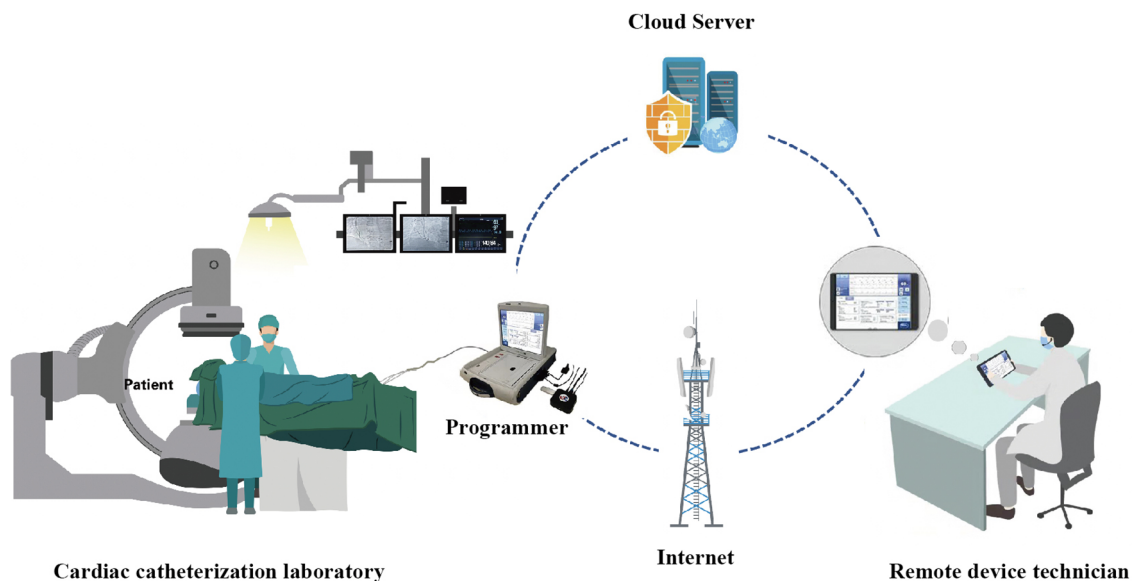 Cloud Server
Patient
Programmer
Internet
Cardiac catheterization laboratory
Remote device technician